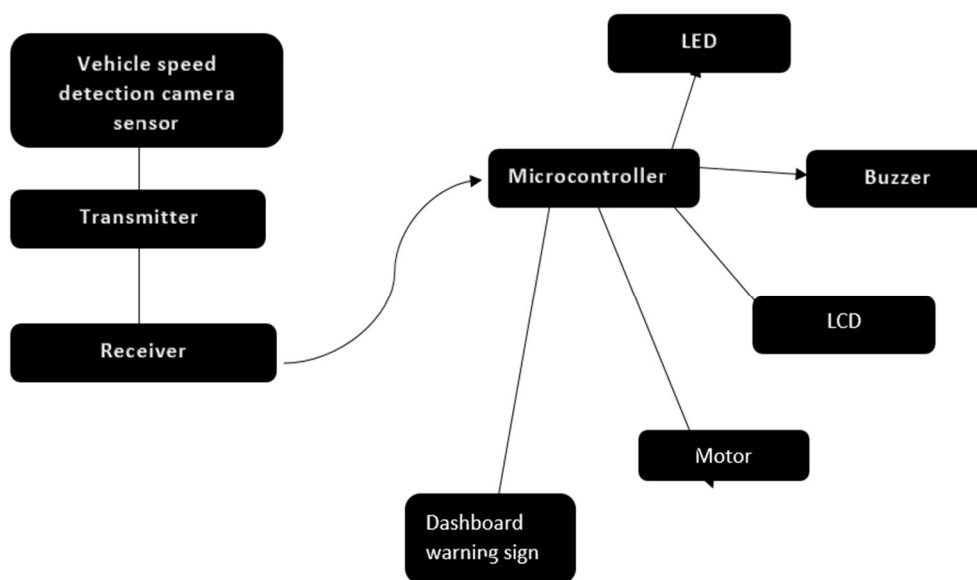 Vehicle speed
detection camera
sensor
Transmitter
Receiver
Microcontroller
LED
Buzzer
LCD
Motor
Dashboard
warning sign